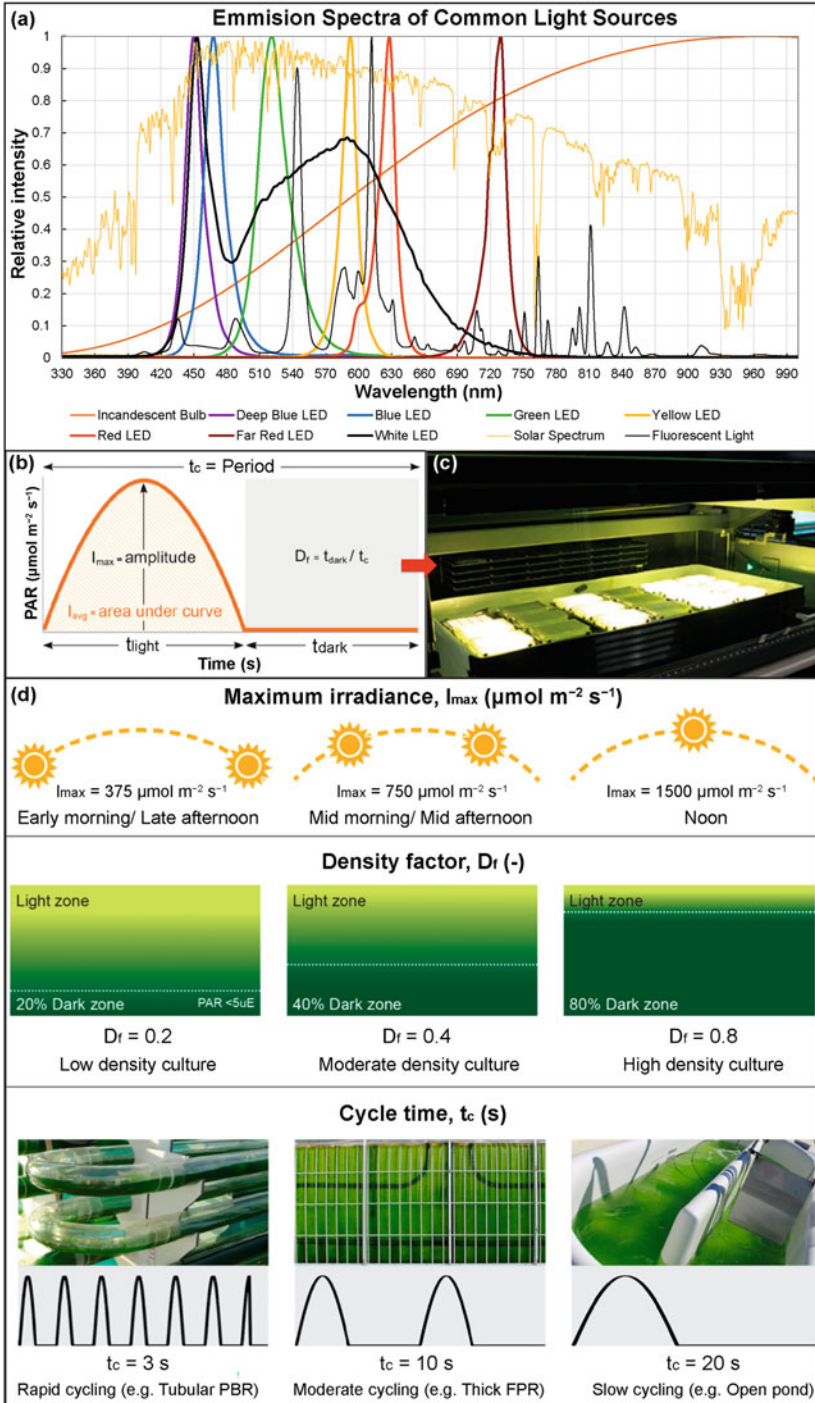 (a)
Emmision Spectra of Common Light Sources
Relative intensity
1
0.9
0.8
0.7
0.6
0.5
0.4
0.3
0.2
0.1
0
330 390 420 480 540 600 630 690 730 750 810 840 900 930 990
Wavelength (nm)
Incandescent Bulb Deep Blue LED Blue LED Green LED Yellow LED
Red LED Far Red LED White LED Solar Spectrum Fluorescent Light
(b)
tc = Period
PAR (µmol m⁻² s⁻¹)
Imax = amplitude
Iavg = area under curve
Df = tdark / tc
tlight
tdark
Time (s)
(c)
(d)
Maximum irradiance, Imax (µmol m⁻² s⁻¹)
Imax = 375 µmol m⁻² s⁻¹ Imax = 750 µmol m⁻² s⁻¹ Imax = 1500 µmol m⁻² s⁻¹
Early morning/ Late afternoon Mid morning/ Mid afternoon Noon
Density factor, Df (-)
Light zone Light zone Light zone
20% Dark zone PAR <5uE 40% Dark zone 80% Dark zone
Df = 0.2 Df = 0.4 Df = 0.8
Low density culture Moderate density culture High density culture
Cycle time, tc (s)
tc = 3 s tc = 10 s tc = 20 s
Rapid cycling (e.g. Tubular PBR) Moderate cycling (e.g. Thick FPR) Slow cycling (e.g. Open pond)